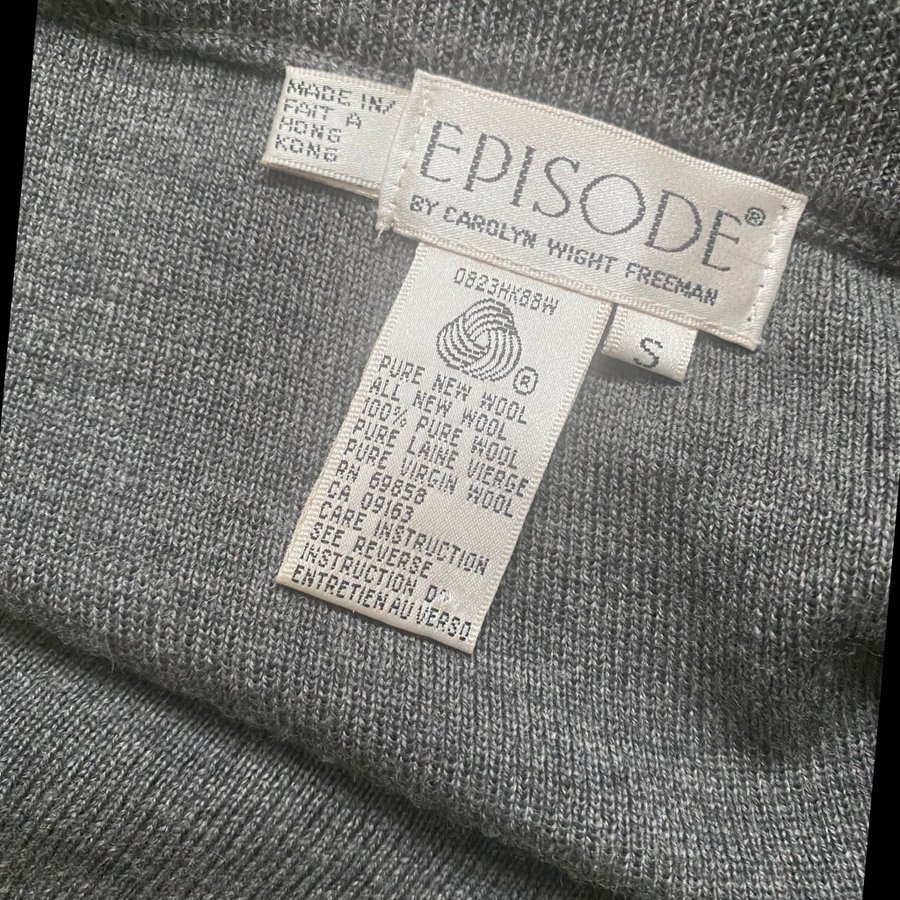 MADE IN/
FAIT A
HONG
KONG
EPISODE®
BY CAROLYN WIGHT FREEMAN
S
0823HK88W
®
PURE NEW WOOL
ALL NEW WOOL
100% PURE WOOL
PURE LAINE VIERGE
PURE VIRGIN WOOL
RN 69858
CA 09163
CARE INSTRUCTION
SEE REVERSE
INSTRUCTION
ENTRETIEN AU VERSO